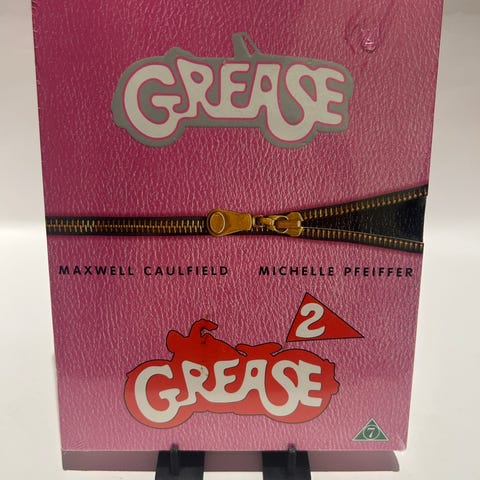 GREASE
MAXWELL CAULFIELD MICHELLE PFEIFFER
2
GREASE
7